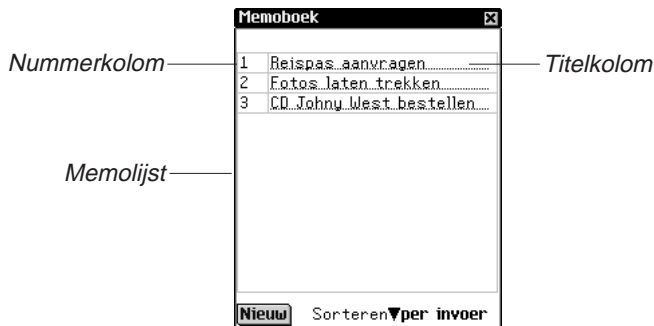 Memoboek
Nummerkolom
1 Reispas aanvragen
Titelkolom
2 Fotos laten trekken
3 CD Johny West bestellen
Memolijst
Nieuw Sorteren▼per invoer